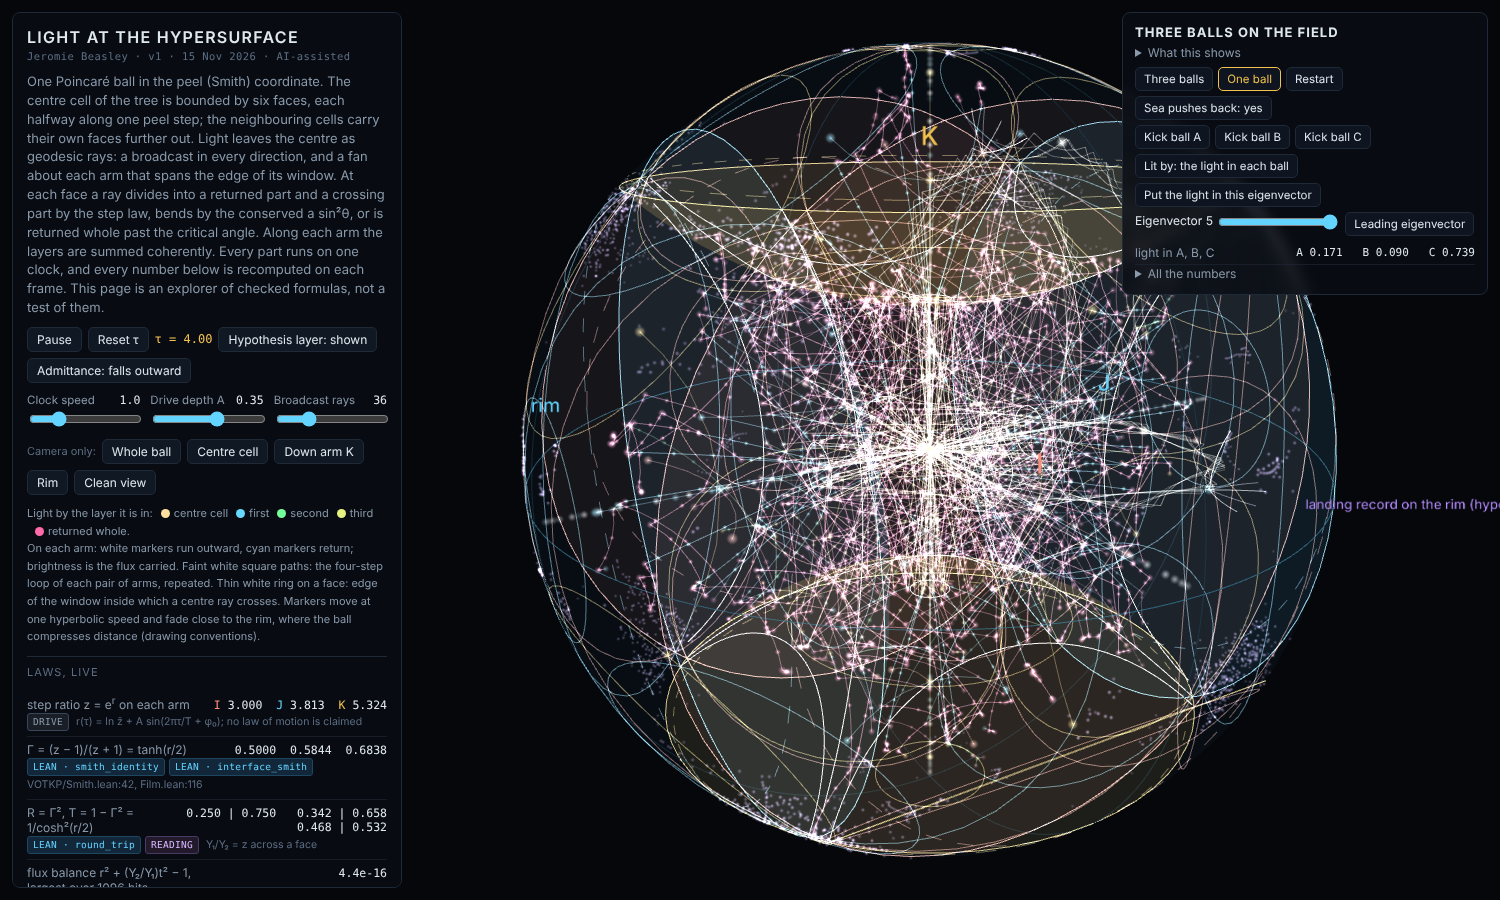 LIGHT AT THE HYPERSURFACE
Jeromie Beasley · v1 · 15 Nov 2026 · AI-assisted
One Poincaré ball in the peel (Smith) coordinate. The
centre cell of the tree is bounded by six faces, each
halfway along one peel step; the neighbouring cells carry
their own faces further out. Light leaves the centre as
geodesic rays: a broadcast in every direction, and a fan
about each arm that spans the edge of its window. At
each face a ray divides into a returned part and a crossing
part by the step law, bends by the conserved a sin²θ, or is
returned whole past the critical angle. Along each arm the
layers are summed coherently. Every part runs on one
clock, and every number below is recomputed on each
frame. This page is an explorer of checked formulas, not a
test of them.
Pause Reset τ τ = 4.00 Hypothesis layer: shown
Admittance: falls outward
Clock speed 1.0 Drive depth A 0.35 Broadcast rays 36
Camera only: Whole ball Centre cell Down arm K
Rim Clean view
Light by the layer it is in: centre cell first second third
returned whole.
On each arm: white markers run outward, cyan markers return;
brightness is the flux carried. Faint white square paths: the four-step
loop of each pair of arms, repeated. Thin white ring on a face: edge
of the window inside which a centre ray crosses. Markers move at
one hyperbolic speed and fade close to the rim, where the ball
compresses distance (drawing conventions).
LAWS, LIVE
step ratio z = eʳ on each arm I 3.000 J 3.813 K 5.324
DRIVE r(τ) = ln z̄ + A sin(2πτ/T + φ₀); no law of motion is claimed
Γ = (z − 1)/(z + 1) = tanh(r/2) 0.5000 0.5844 0.6838
LEAN · smith_identity LEAN · interface_smith
VOTKP/Smith.lean:42, Film.lean:116
R = Γ², T = 1 − Γ² = 0.250 | 0.750 0.342 | 0.658
1/cosh²(r/2) 0.468 | 0.532
LEAN · round_trip READING Y₁/Y₂ = z across a face
flux balance r² + (Y₂/Y₁)t² − 1, 4.4e-16
K
J
I
rim
landing record on the rim (hype
THREE BALLS ON THE FIELD
What this shows
Three balls One ball Restart
Sea pushes back: yes
Kick ball A Kick ball B Kick ball C
Lit by: the light in each ball
Put the light in this eigenvector
Eigenvector 5 Leading eigenvector
light in A, B, C A 0.171 B 0.090 C 0.739
All the numbers